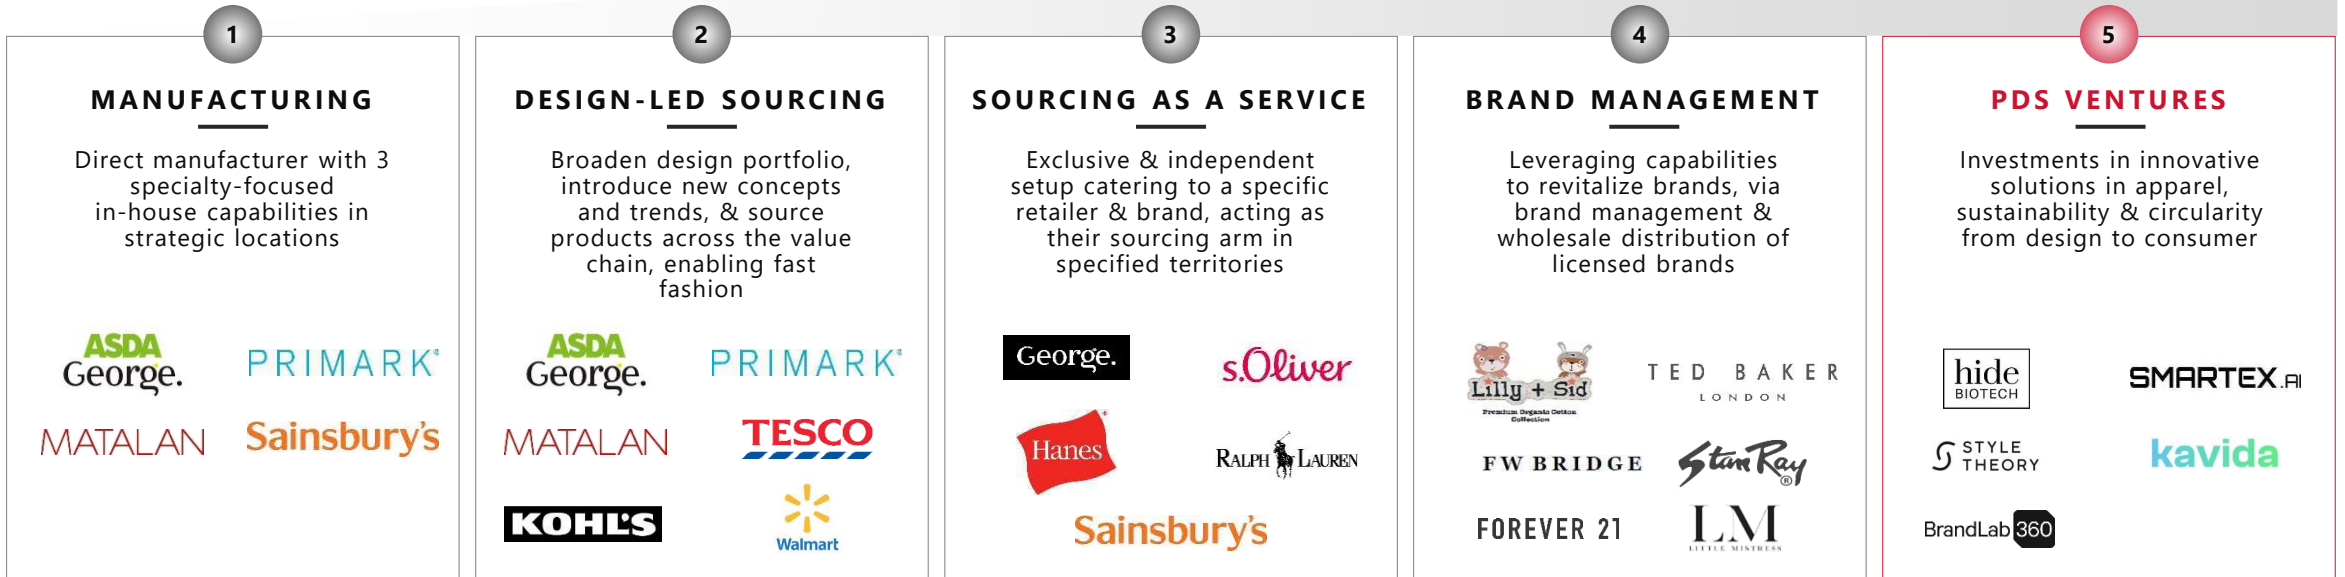 1
MANUFACTURING
Direct manufacturer with 3
specialty-focused
in-house capabilities in
strategic locations
ASDA
George.
PRIMARK®
MATALAN
Sainsbury's
2
DESIGN-LED SOURCING
Broaden design portfolio,
introduce new concepts
and trends, & source
products across the value
chain, enabling fast
fashion
ASDA
George.
PRIMARK®
MATALAN
TESCO
KOHL'S
Walmart
3
SOURCING AS A SERVICE
Exclusive & independent
setup catering to a specific
retailer & brand, acting as
their sourcing arm in
specified territories
George.
s.Oliver
Hanes®
RALPH LAUREN
Sainsbury's
4
BRAND MANAGEMENT
Leveraging capabilities
to revitalize brands, via
brand management &
wholesale distribution of
licensed brands
Lilly + Sid
Premium Organic Cotton
Collection
TED BAKER
LONDON
FW BRIDGE
Stan Ray®
FOREVER 21
LM
LITTLE MISTRESS
5
PDS VENTURES
Investments in innovative
solutions in apparel,
sustainability & circularity
from design to consumer
hide
BIOTECH
SMARTEX.AI
STYLE
THEORY
kavida
BrandLab 360